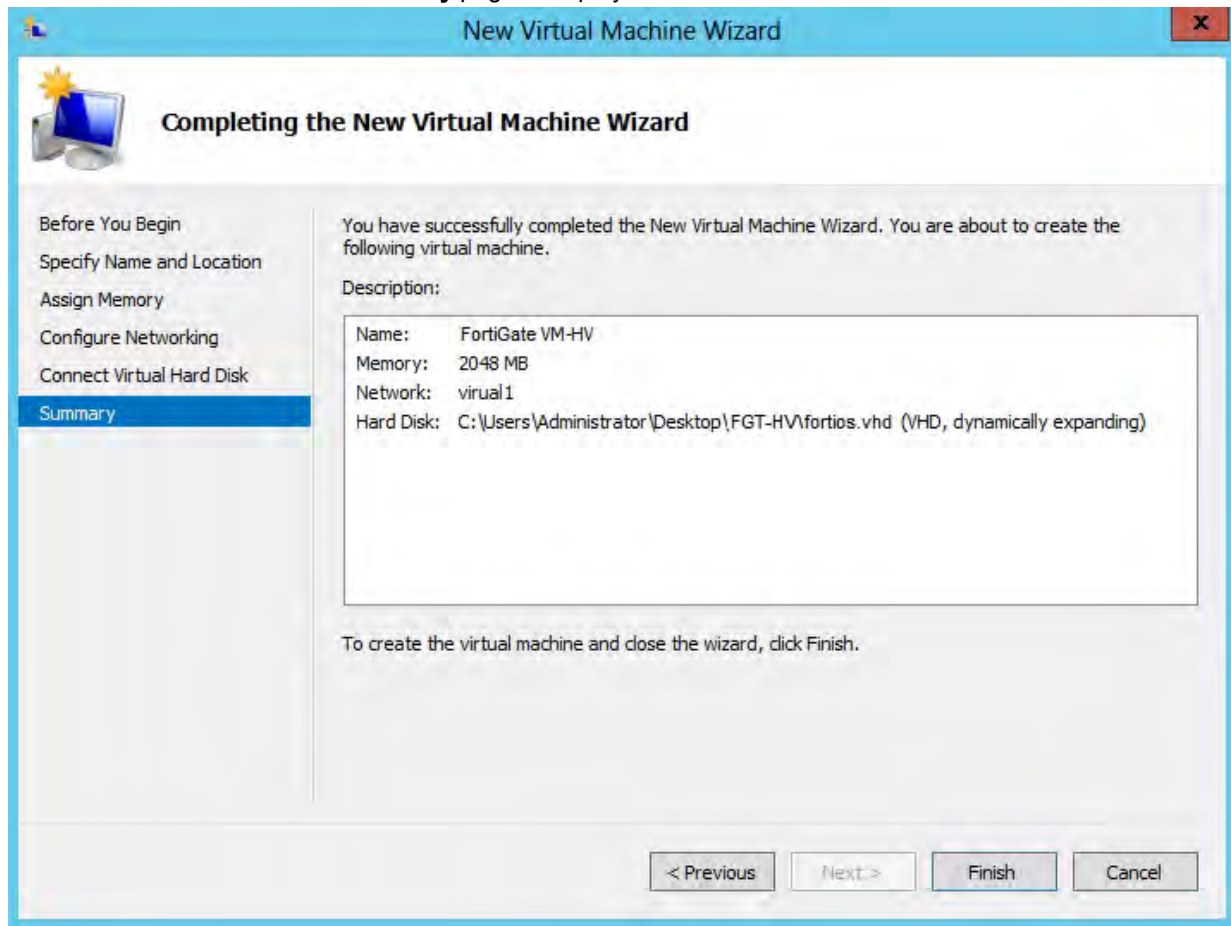 New Virtual Machine Wizard
x
Completing the New Virtual Machine Wizard
Before You Begin
Specify Name and Location
Assign Memory
Configure Networking
Connect Virtual Hard Disk
Summary
You have successfully completed the New Virtual Machine Wizard. You are about to create the
following virtual machine.
Description:
Name: FortiGate VM-HV
Memory: 2048 MB
Network: virual1
Hard Disk: C:\Users\Administrator\Desktop\FGT-HV\fortios.vhd (VHD, dynamically expanding)
To create the virtual machine and close the wizard, click Finish.
< Previous
Next >
Finish
Cancel